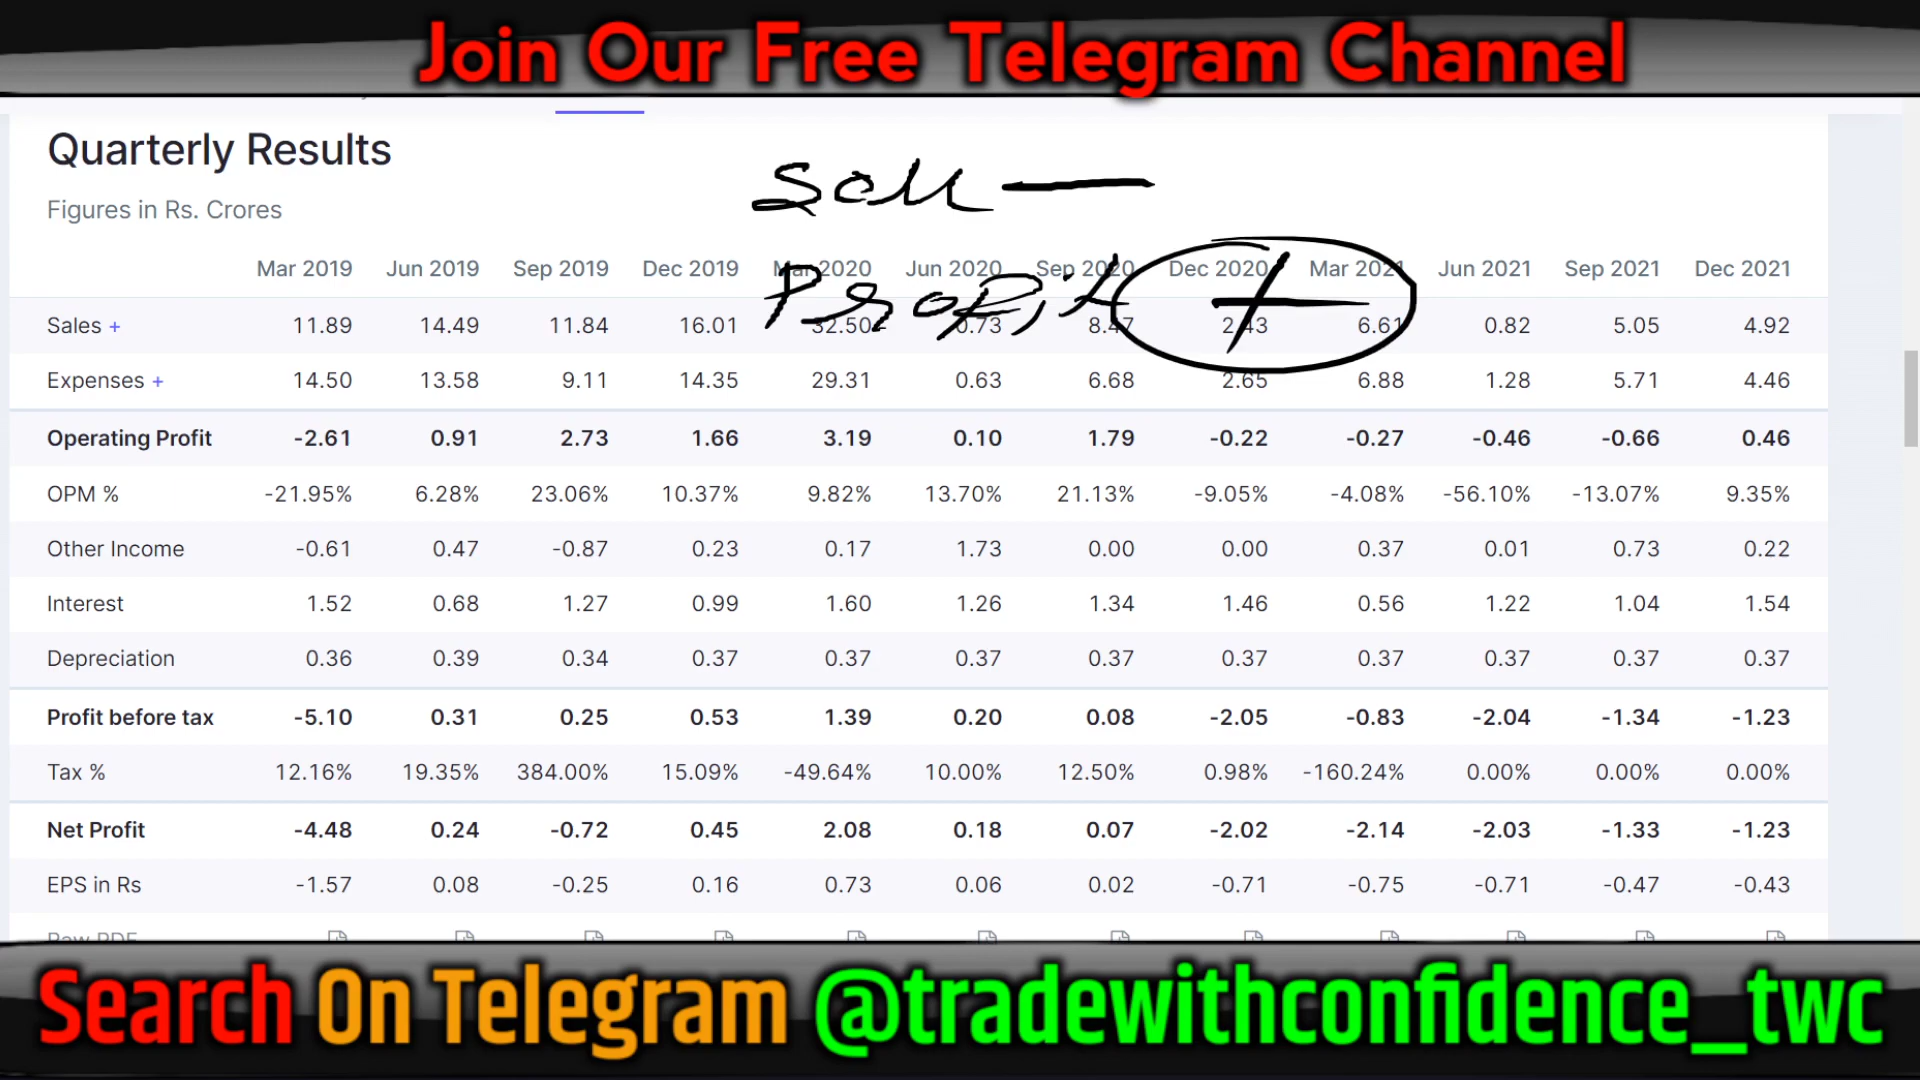 Join Our Free Telegram Channel
Quarterly Results
Figures in Rs. Crores
Sell —
Profit +
Mar 2019 Jun 2019 Sep 2019 Dec 2019 Mar 2020 Jun 2020 Sep 2020 Dec 2020 Mar 2021 Jun 2021 Sep 2021 Dec 2021
Sales + 11.89 14.49 11.84 16.01 32.50 0.73 8.47 2.43 6.61 0.82 5.05 4.92
Expenses + 14.50 13.58 9.11 14.35 29.31 0.63 6.68 2.65 6.88 1.28 5.71 4.46
Operating Profit -2.61 0.91 2.73 1.66 3.19 0.10 1.79 -0.22 -0.27 -0.46 -0.66 0.46
OPM % -21.95% 6.28% 23.06% 10.37% 9.82% 13.70% 21.13% -9.05% -4.08% -56.10% -13.07% 9.35%
Other Income -0.61 0.47 -0.87 0.23 0.17 1.73 0.00 0.00 0.37 0.01 0.73 0.22
Interest 1.52 0.68 1.27 0.99 1.60 1.26 1.34 1.46 0.56 1.22 1.04 1.54
Depreciation 0.36 0.39 0.34 0.37 0.37 0.37 0.37 0.37 0.37 0.37 0.37 0.37
Profit before tax -5.10 0.31 0.25 0.53 1.39 0.20 0.08 -2.05 -0.83 -2.04 -1.34 -1.23
Tax % 12.16% 19.35% 384.00% 15.09% -49.64% 10.00% 12.50% 0.98% -160.24% 0.00% 0.00% 0.00%
Net Profit -4.48 0.24 -0.72 0.45 2.08 0.18 0.07 -2.02 -2.14 -2.03 -1.33 -1.23
EPS in Rs -1.57 0.08 -0.25 0.16 0.73 0.06 0.02 -0.71 -0.75 -0.71 -0.47 -0.43
Raw PDF
Search On Telegram @tradewithconfidence_twc